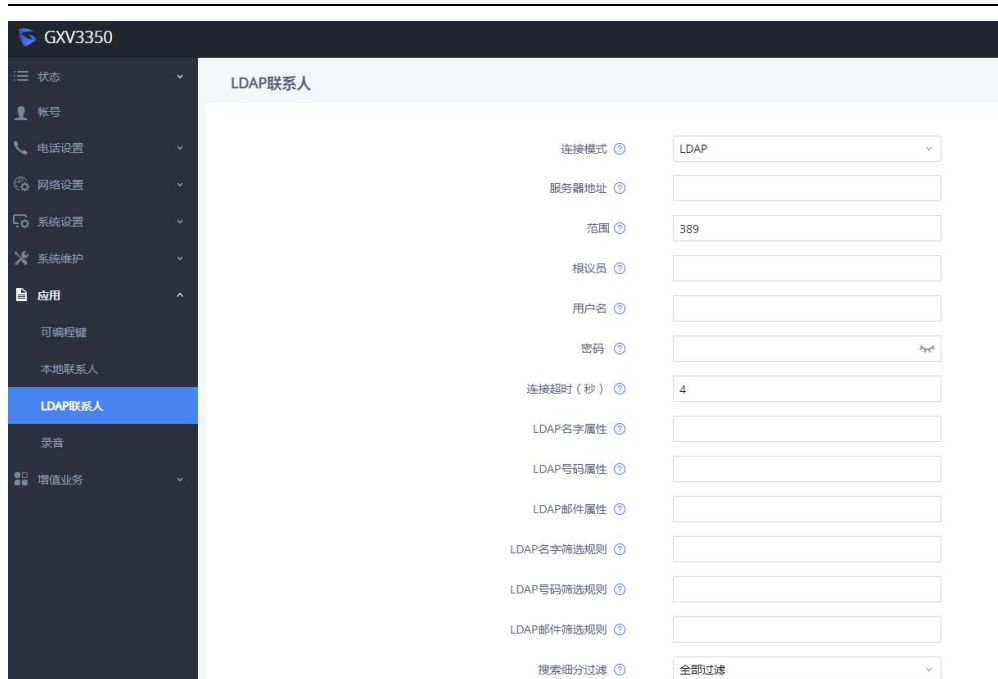 GXV3350
状态
帐号
电话设置
网络设置
系统设置
系统维护
应用
可编程键
本地联系人
LDAP联系人
录音
增值业务
LDAP联系人
连接模式 LDAP
服务器地址
范围 389
根议员
用户名
密码
连接超时(秒) 4
LDAP名字属性
LDAP号码属性
LDAP邮件属性
LDAP名字筛选规则
LDAP号码筛选规则
LDAP邮件筛选规则
搜索细分过滤 全部过滤